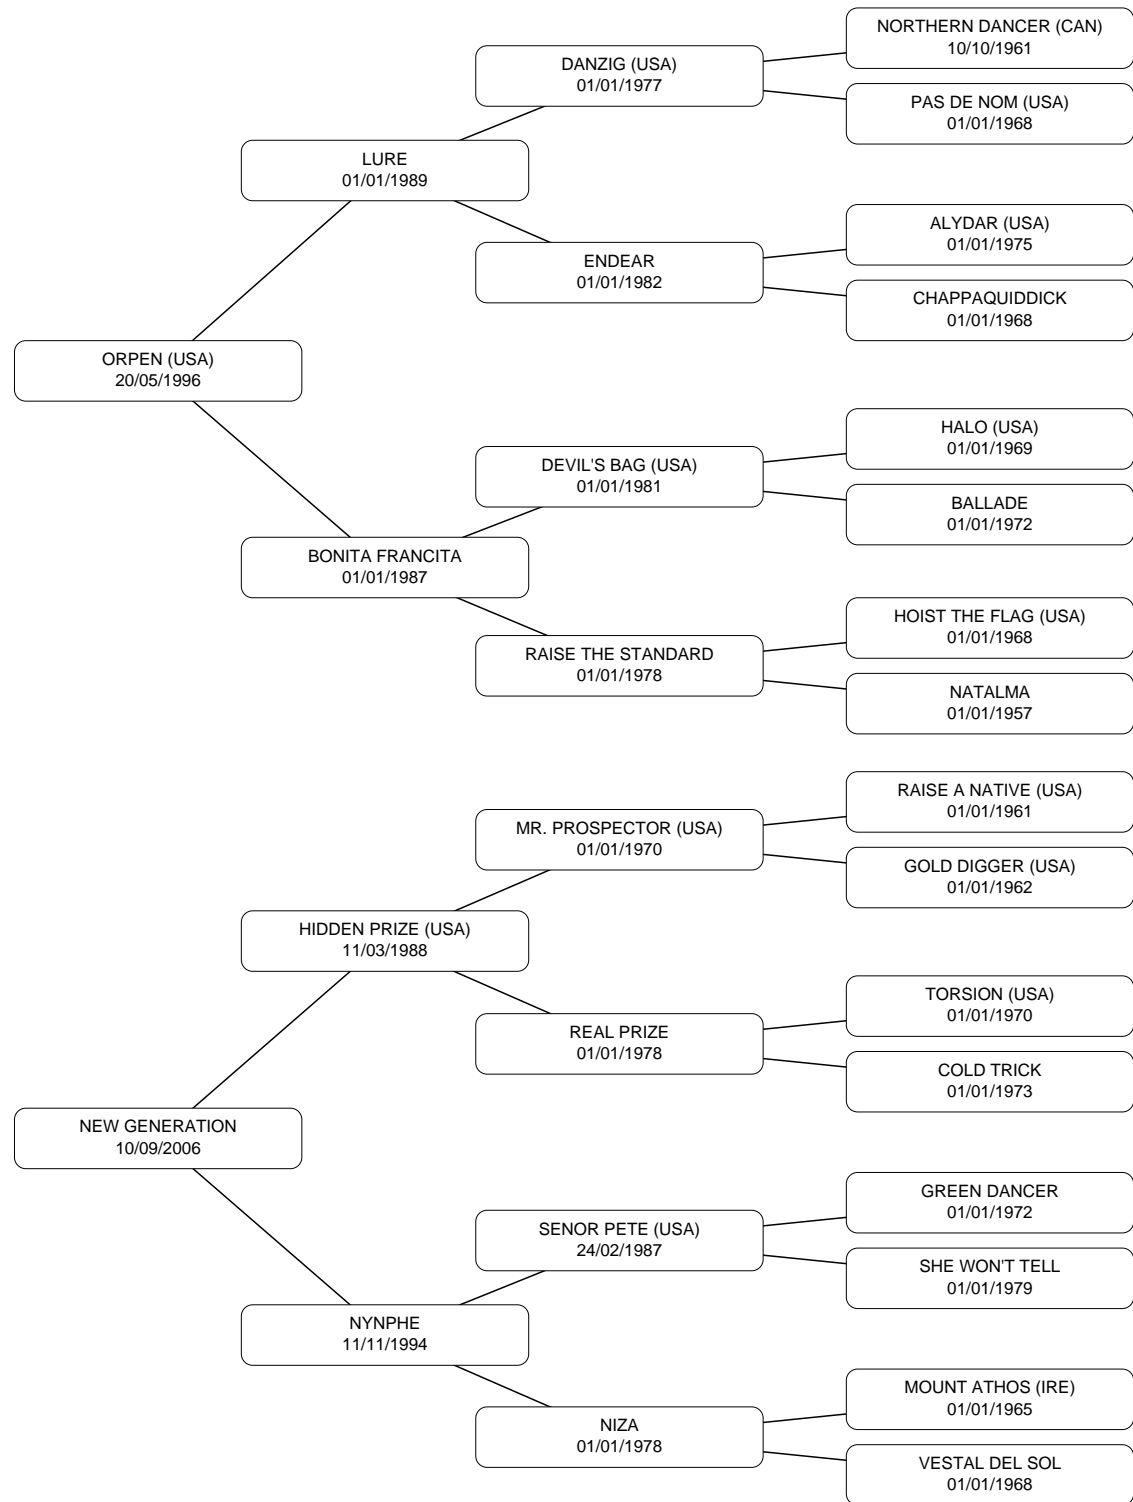 NORTHERN DANCER (CAN)
10/10/1961
DANZIG (USA)
01/01/1977
PAS DE NOM (USA)
01/01/1968
LURE
01/01/1989
ALYDAR (USA)
01/01/1975
ENDEAR
01/01/1982
CHAPPAQUIDDICK
01/01/1968
ORPEN (USA)
20/05/1996
HALO (USA)
01/01/1969
DEVIL'S BAG (USA)
01/01/1981
BALLADE
01/01/1972
BONITA FRANCITA
01/01/1987
HOIST THE FLAG (USA)
01/01/1968
RAISE THE STANDARD
01/01/1978
NATALMA
01/01/1957
RAISE A NATIVE (USA)
01/01/1961
MR. PROSPECTOR (USA)
01/01/1970
GOLD DIGGER (USA)
01/01/1962
HIDDEN PRIZE (USA)
11/03/1988
TORSION (USA)
01/01/1970
REAL PRIZE
01/01/1978
COLD TRICK
01/01/1973
NEW GENERATION
10/09/2006
GREEN DANCER
01/01/1972
SENOR PETE (USA)
24/02/1987
SHE WON'T TELL
01/01/1979
NYNPHE
11/11/1994
MOUNT ATHOS (IRE)
01/01/1965
NIZA
01/01/1978
VESTAL DEL SOL
01/01/1968